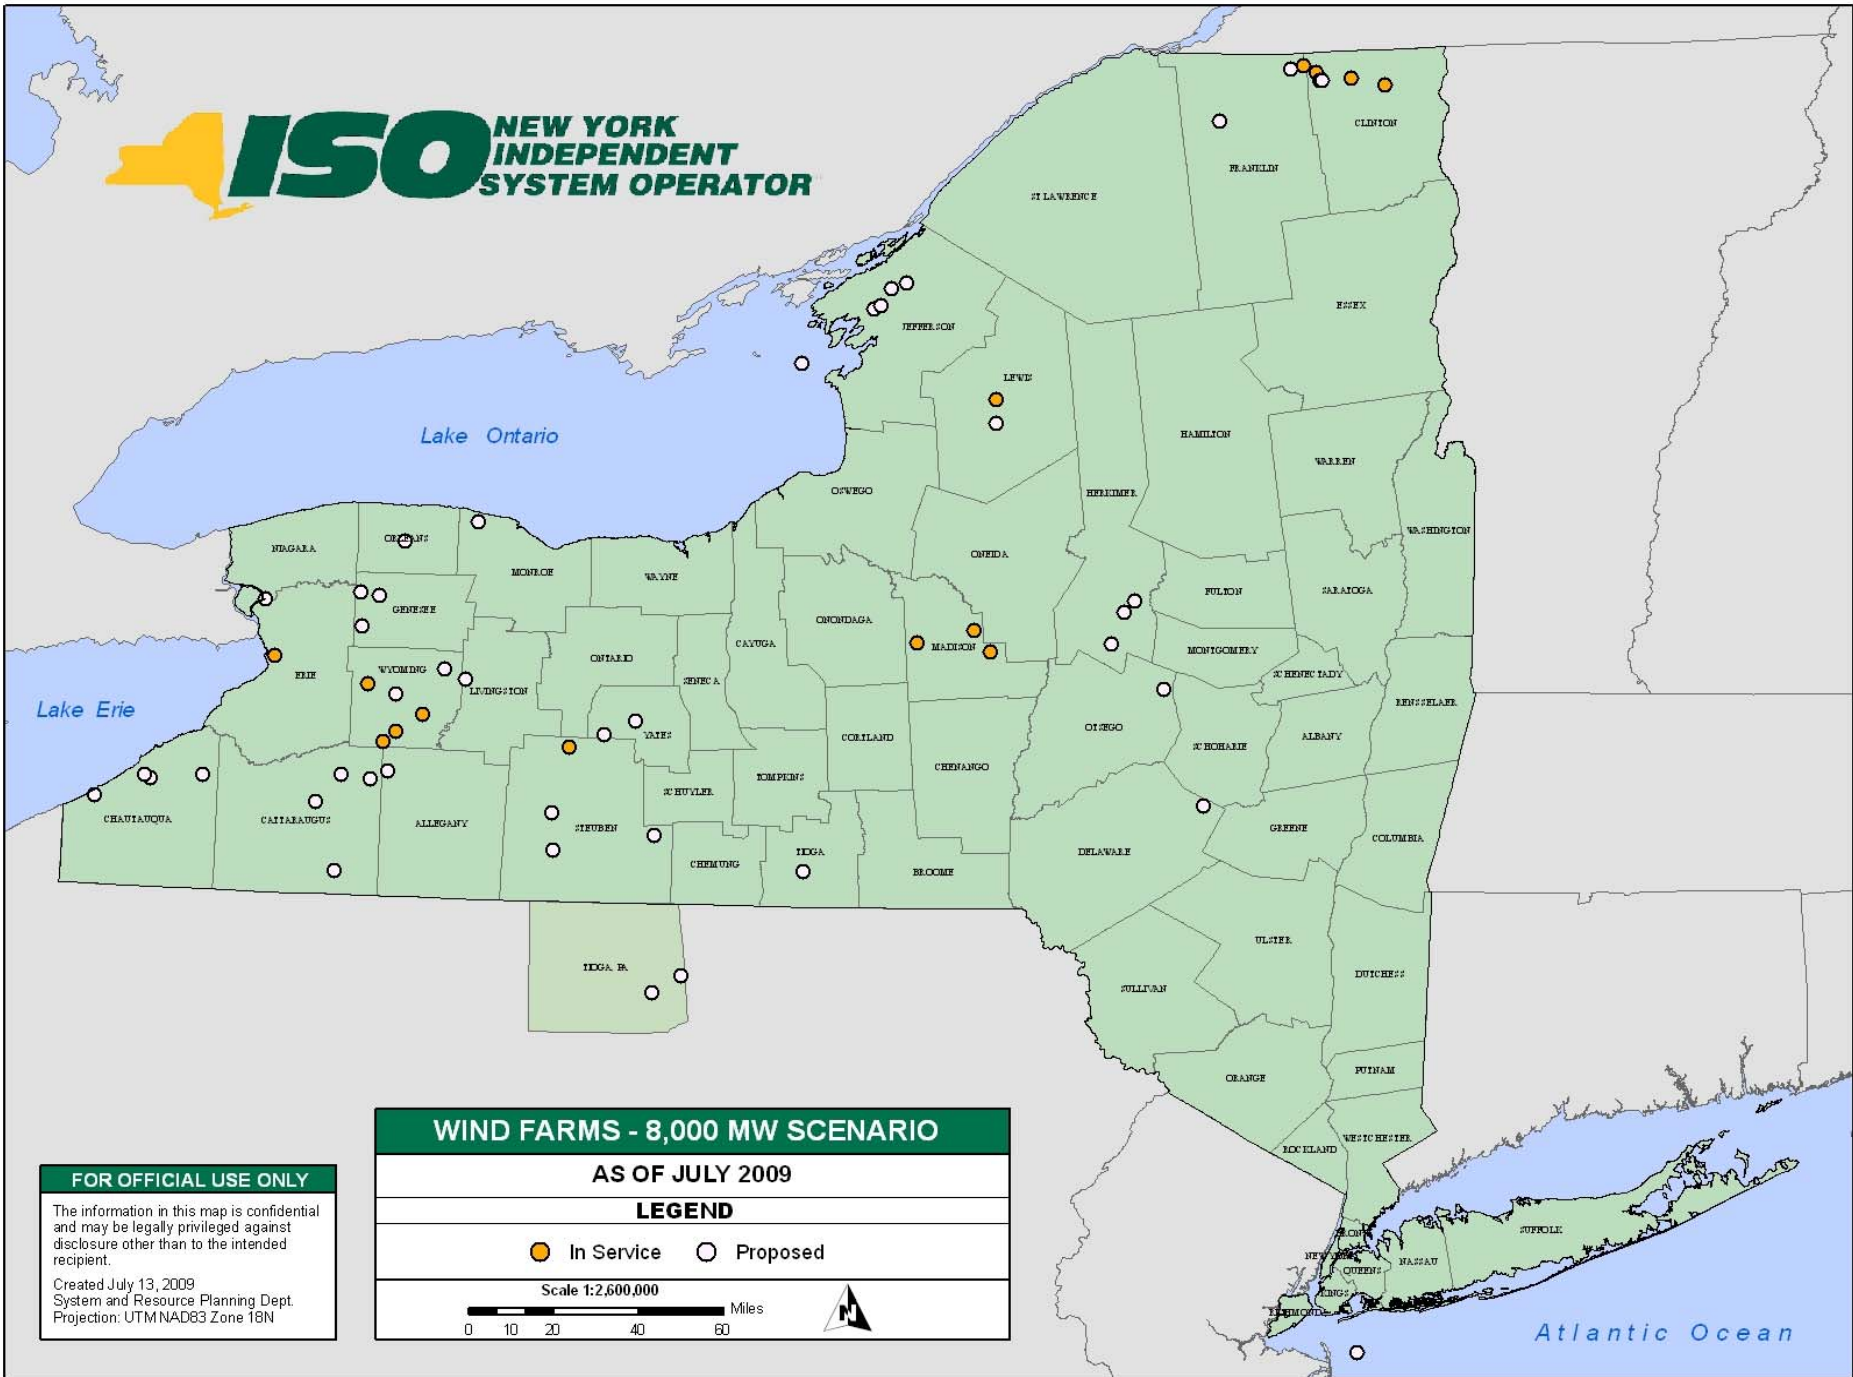 ISO
NEW YORK
INDEPENDENT
SYSTEM OPERATOR
CLINTON
FRANKLIN
ST LAWRENCE
ESSEX
JEFFERSON
LEWIS
HAMILTON
Lake Ontario
WARREN
OSWEGO
HERKIMER
WASHINGTON
ORLEANS
NIAGARA
ONEIDA
MONROE
WAYNE
FULTON
SARATOGA
GENESEE
ONONDAGA
CAYUGA
MADISON
MONTGOMERY
ONTARIO
WYOMING
ERIE
SENECA
SCHENECTADY
LIVINGSTON
RENSSELAER
Lake Erie
OTSEGO
YATES
CORTLAND
SCHOHARIE
ALBANY
CHENANGO
TOMPKINS
SCHUYLER
CHAUTAUQUA
CATTARAUGUS
ALLEGANY
STEUBEN
GREENE
COLUMBIA
CHEMUNG
TIOGA
BROOME
DELAWARE
ULSTER
TIOGA PA
DUTCHESS
SULLIVAN
ORANGE
PUTNAM
WESTCHESTER
ROCKLAND
SUFFOLK
BRONX
NEW YORK
NASSAU
QUEENS
KINGS
RICHMOND
Atlantic Ocean
WIND FARMS - 8,000 MW SCENARIO
AS OF JULY 2009
LEGEND
In Service Proposed
Scale 1:2,600,000
Miles
0 10 20 40 60
N
FOR OFFICIAL USE ONLY
The information in this map is confidential
and may be legally privileged against
disclosure other than to the intended
recipient.
Created July 13, 2009
System and Resource Planning Dept.
Projection: UTM NAD83 Zone 18N